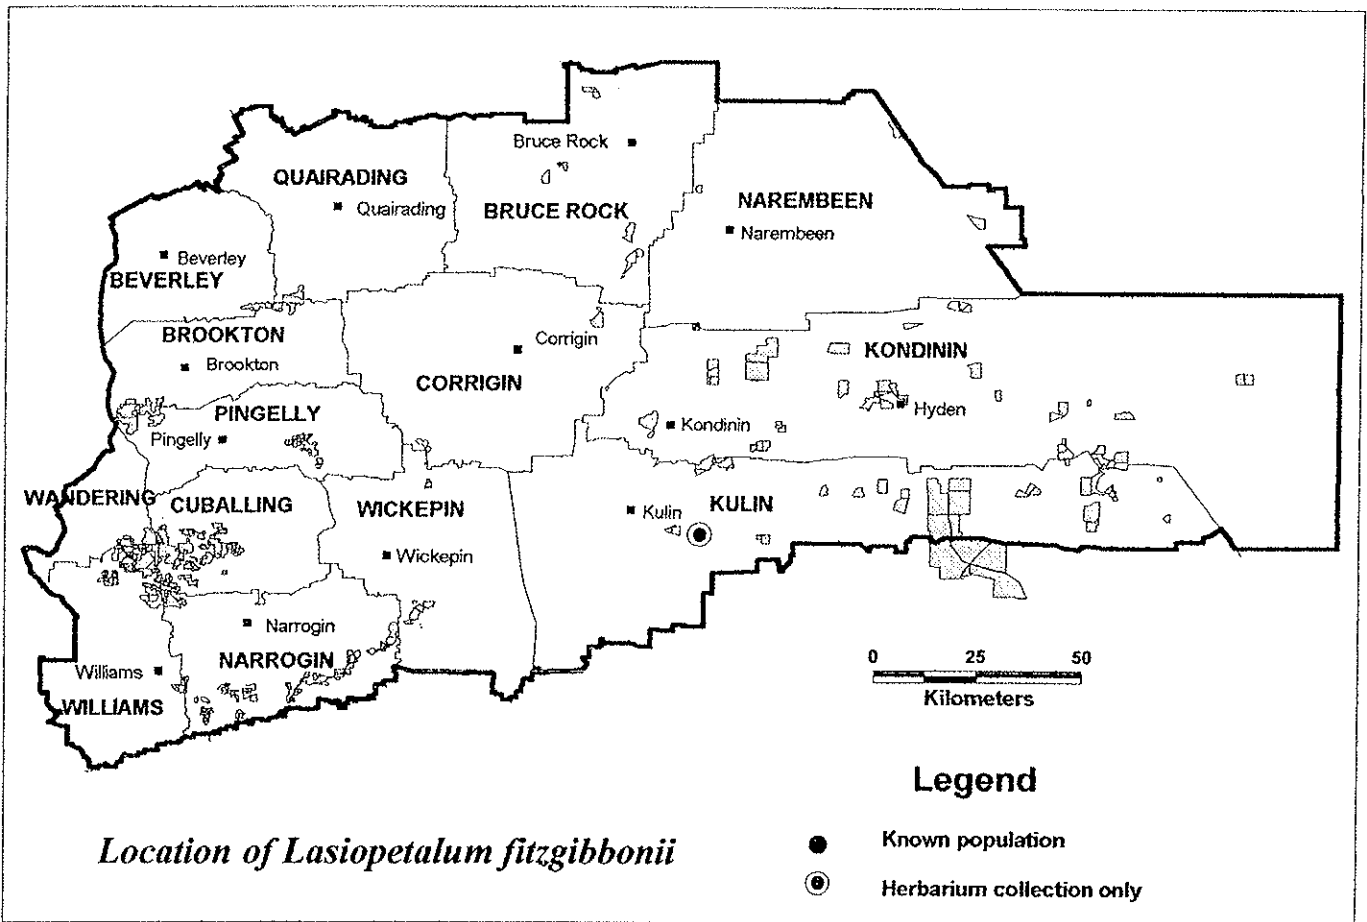 Bruce Rock
QUAIRADING
Quairading
BRUCE ROCK
NAREMBEEN
Narembeen
Beverley
BEVERLEY
BROOKTON
Brookton
Corrigin
CORRIGIN
KONDININ
Hyden
PINGELLY
Pingelly
Kondinin
WANDERING
CUBALLING
WICKEPIN
Wickepin
Kulin
KULIN
Narrogin
NARROGIN
Williams
WILLIAMS
0 25 50
Kilometers
Legend
Known population
Herbarium collection only
Location of Lasiopetalum fitzgibbonii